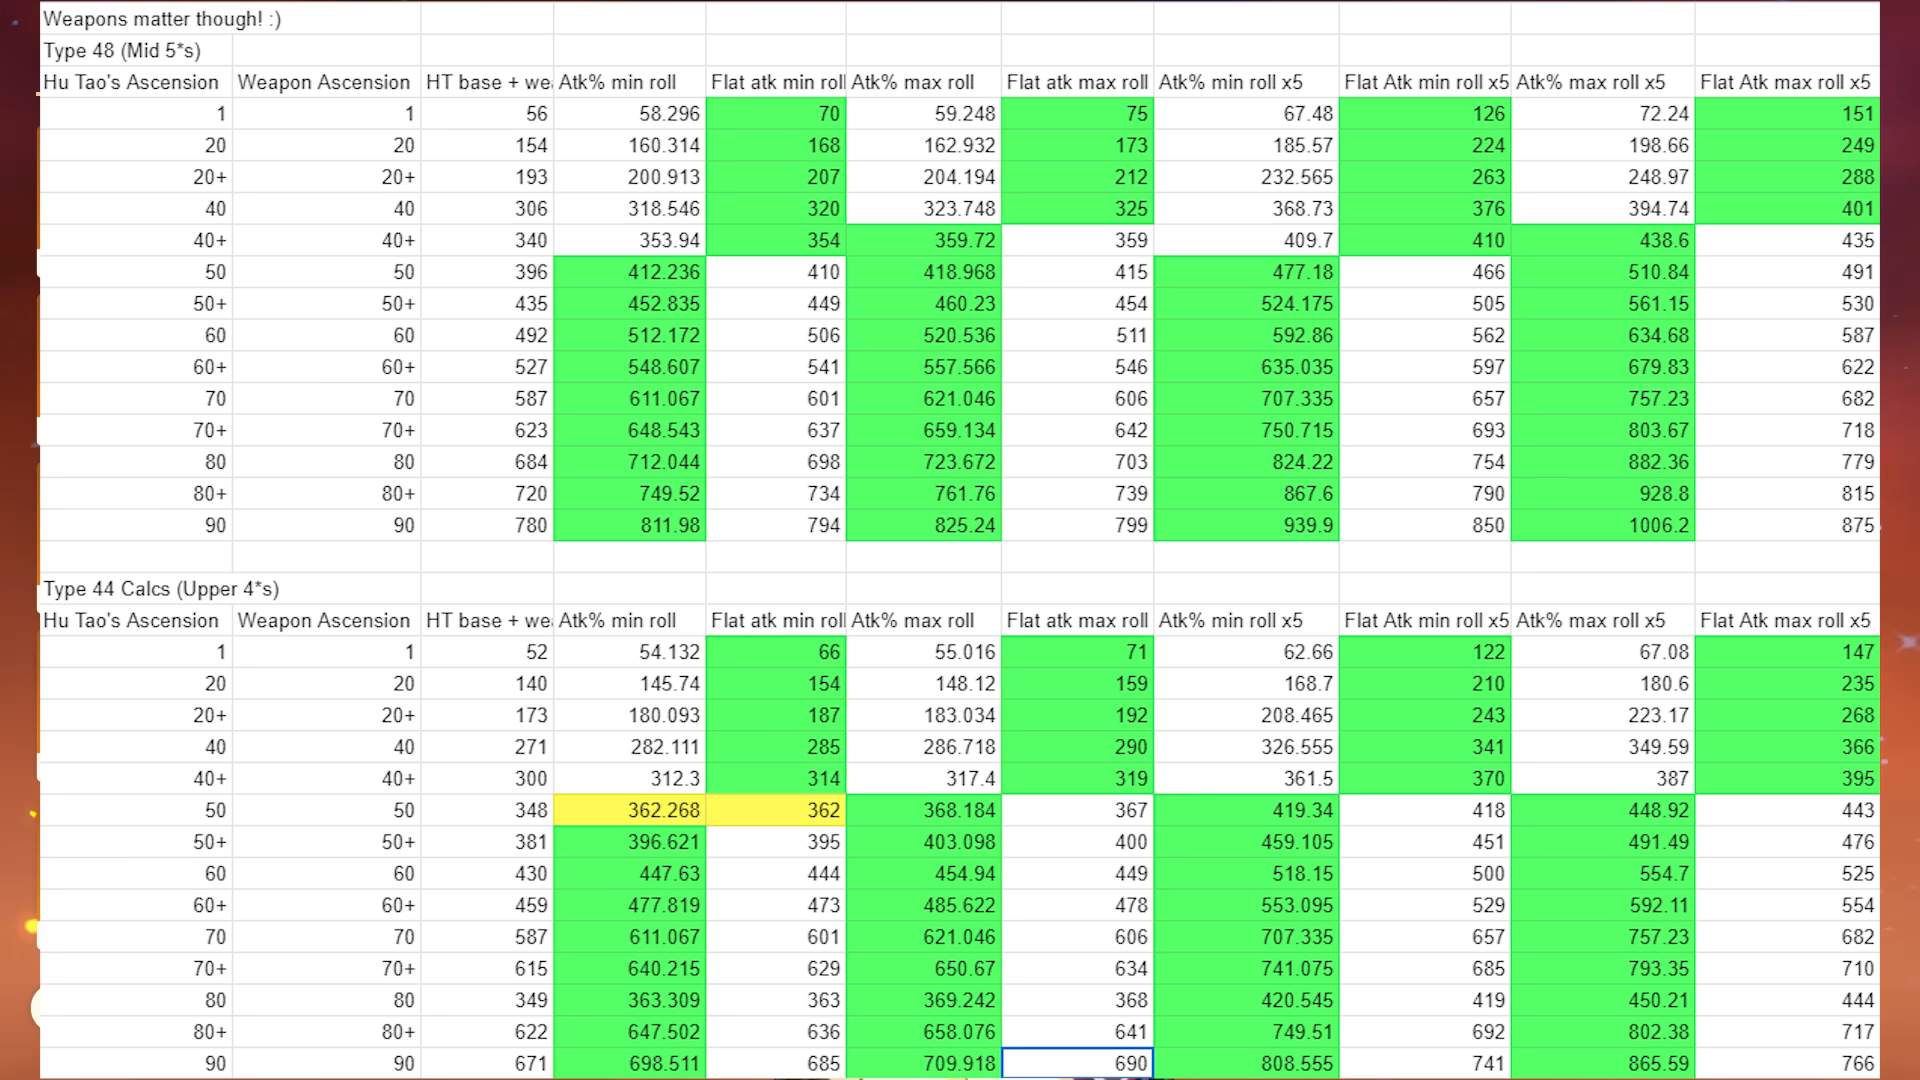 Weapons matter though! :)
Type 48 (Mid 5*s)
Hu Tao's Ascension Weapon Ascension HT base + we Atk% min roll Flat atk min roll Atk% max roll Flat atk max roll Atk% min roll x5 Flat Atk min roll x5 Atk% max roll x5 Flat Atk max roll x5
1 1 56 58.296 70 59.248 75 67.48 126 72.24 151
20 20 154 160.314 168 162.932 173 185.57 224 198.66 249
20+ 20+ 193 200.913 207 204.194 212 232.565 263 248.97 288
40 40 306 318.546 320 323.748 325 368.73 376 394.74 401
40+ 40+ 340 353.94 354 359.72 359 409.7 410 438.6 435
50 50 396 412.236 410 418.968 415 477.18 466 510.84 491
50+ 50+ 435 452.835 449 460.23 454 524.175 505 561.15 530
60 60 492 512.172 506 520.536 511 592.86 562 634.68 587
60+ 60+ 527 548.607 541 557.566 546 635.035 597 679.83 622
70 70 587 611.067 601 621.046 606 707.335 657 757.23 682
70+ 70+ 623 648.543 637 659.134 642 750.715 693 803.67 718
80 80 684 712.044 698 723.672 703 824.22 754 882.36 779
80+ 80+ 720 749.52 734 761.76 739 867.6 790 928.8 815
90 90 780 811.98 794 825.24 799 939.9 850 1006.2 875
Type 44 Calcs (Upper 4*s)
Hu Tao's Ascension Weapon Ascension HT base + we Atk% min roll Flat atk min roll Atk% max roll Flat atk max roll Atk% min roll x5 Flat Atk min roll x5 Atk% max roll x5 Flat Atk max roll x5
1 1 52 54.132 66 55.016 71 62.66 122 67.08 147
20 20 140 145.74 154 148.12 159 168.7 210 180.6 235
20+ 20+ 173 180.093 187 183.034 192 208.465 243 223.17 268
40 40 271 282.111 285 286.718 290 326.555 341 349.59 366
40+ 40+ 300 312.3 314 317.4 319 361.5 370 387 395
50 50 348 362.268 362 368.184 367 419.34 418 448.92 443
50+ 50+ 381 396.621 395 403.098 400 459.105 451 491.49 476
60 60 430 447.63 444 454.94 449 518.15 500 554.7 525
60+ 60+ 459 477.819 473 485.622 478 553.095 529 592.11 554
70 70 587 611.067 601 621.046 606 707.335 657 757.23 682
70+ 70+ 615 640.215 629 650.67 634 741.075 685 793.35 710
80 80 349 363.309 363 369.242 368 420.545 419 450.21 444
80+ 80+ 622 647.502 636 658.076 641 749.51 692 802.38 717
90 90 671 698.511 685 709.918 690 808.555 741 865.59 766